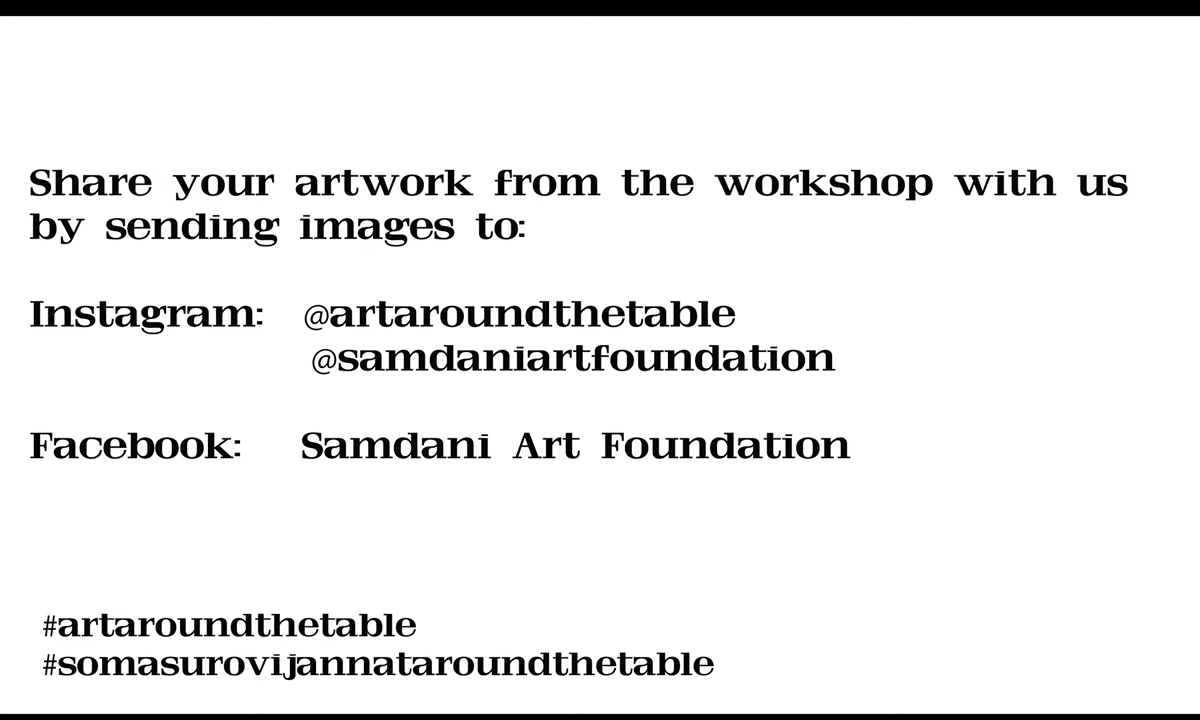 Share your artwork from the workshop with us
by sending images to:
Instagram: @artaroundthetable
@samdaniartfoundation
Facebook: Samdani Art Foundation
#artaroundthetable
#somasurovijannataroundthetable